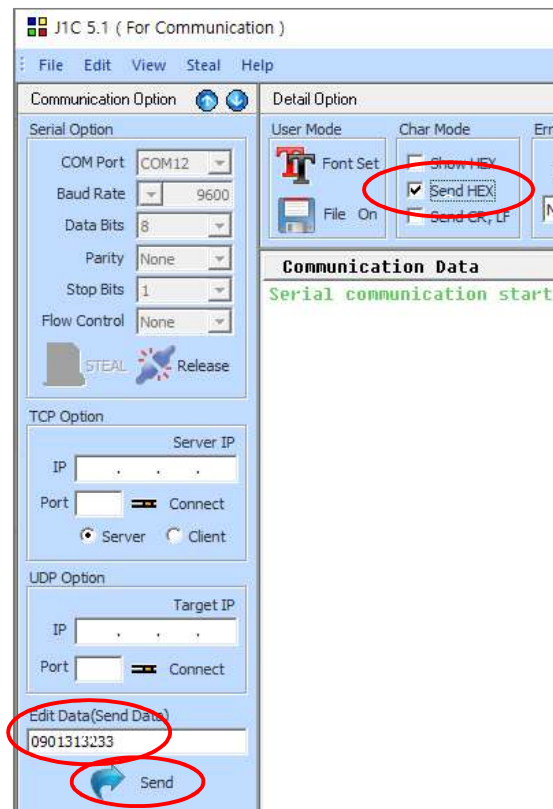 J1C 5.1 ( For Communication )
File Edit View Steal Help
Communication Option
Serial Option
COM Port COM12
Baud Rate 9600
Data Bits 8
Parity None
Stop Bits 1
Flow Control None
STEAL Release
TCP Option
Server IP
IP . . .
Port Connect
Server Client
UDP Option
Target IP
IP . . .
Port Connect
Edit Data(Send Data)
0901313233
Send
Detail Option
User Mode Char Mode
Font Set Show HEX
Send HEX
File On Send CR, LF
Communication Data
Serial communication start